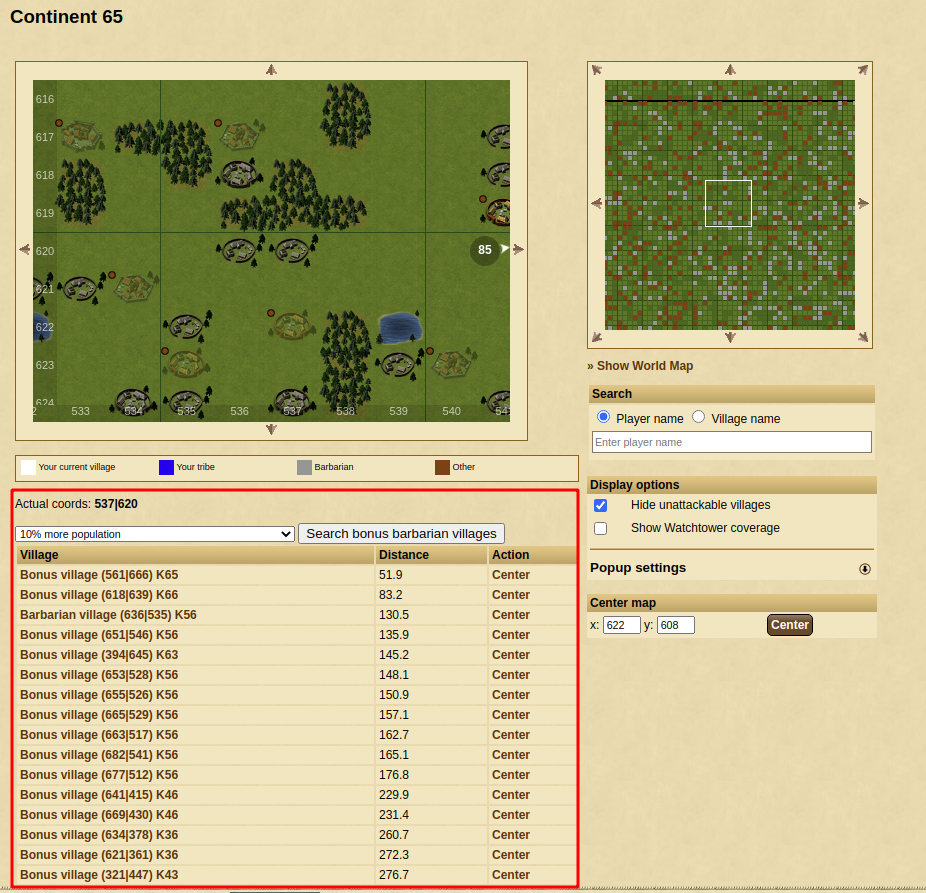 Continent 65
616
617
618
619
620
621
622
623
624
2 533 534 535 536 537 538 539 540 54
85
Your current village Your tribe Barbarian Other
Actual coords: 537|620
10% more population Search bonus barbarian villages
Village Distance Action
Bonus village (561|666) K65 51.9 Center
Bonus village (618|639) K66 83.2 Center
Barbarian village (636|535) K56 130.5 Center
Bonus village (651|546) K56 135.9 Center
Bonus village (394|645) K63 145.2 Center
Bonus village (653|528) K56 148.1 Center
Bonus village (655|526) K56 150.9 Center
Bonus village (665|529) K56 157.1 Center
Bonus village (663|517) K56 162.7 Center
Bonus village (682|541) K56 165.1 Center
Bonus village (677|512) K56 176.8 Center
Bonus village (641|415) K46 229.9 Center
Bonus village (669|430) K46 231.4 Center
Bonus village (634|378) K36 260.7 Center
Bonus village (621|361) K36 272.3 Center
Bonus village (321|447) K43 276.7 Center
» Show World Map
Search
Player name Village name
Enter player name
Display options
Hide unattackable villages
Show Watchtower coverage
Popup settings
Center map
x: 622 y: 608 Center